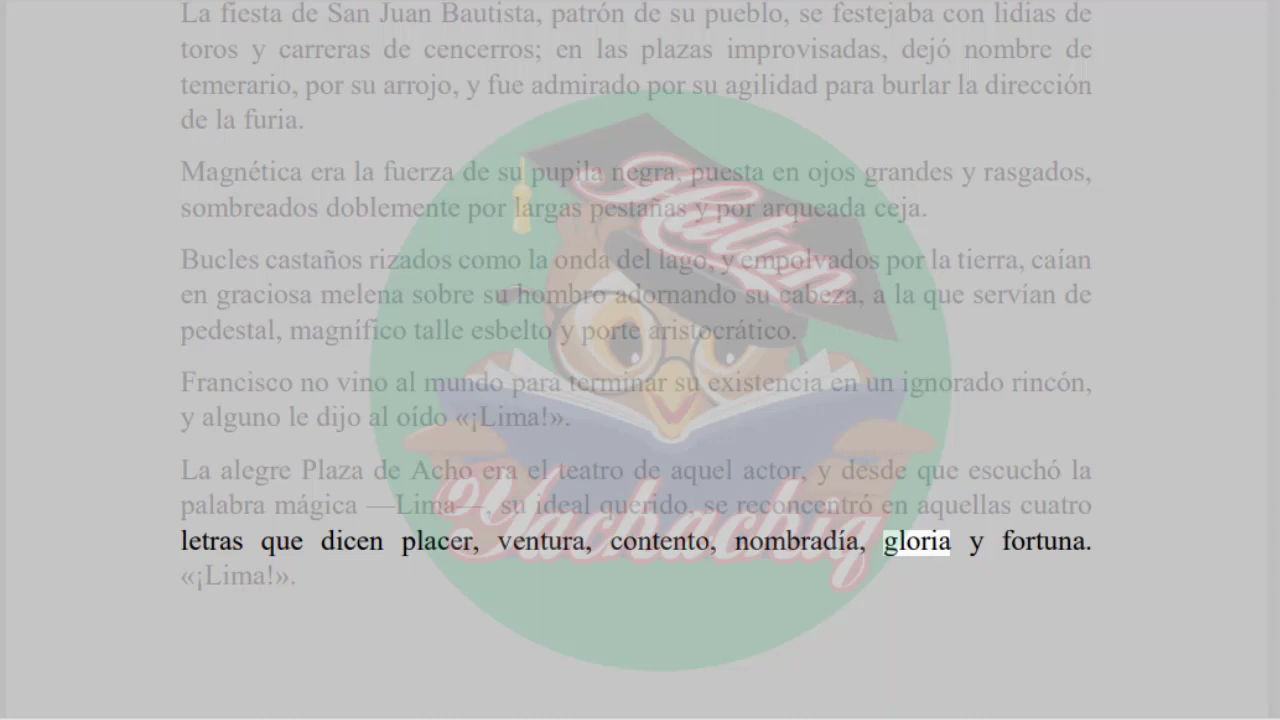 La fiesta de San Juan Bautista, patrón de su pueblo, se festejaba con lidias de
toros y carreras de cencerros; en las plazas improvisadas, dejó nombre de
temerario, por su arrojo, y fue admirado por su agilidad para burlar la dirección
de la furia.
Magnética era la fuerza de su pupila negra, puesta en ojos grandes y rasgados,
sombreados doblemente por largas pestañas y por arqueada ceja.
Bucles castaños rizados como la onda del lago, y empolvados por la tierra, caían
en graciosa melena sobre su hombro adornando su cabeza, a la que servían de
pedestal, magnífico talle esbelto y porte aristocrático.
Francisco no vino al mundo para terminar su existencia en un ignorado rincón,
y alguno le dijo al oído «¡Lima!».
La alegre Plaza de Acho era el teatro de aquel actor, y desde que escuchó la
palabra mágica —Lima—, su ideal querido, se reconcentró en aquellas cuatro
letras que dicen placer, ventura, contento, nombradía, gloria y fortuna.
«¡Lima!».
Hatun
Yachachiq